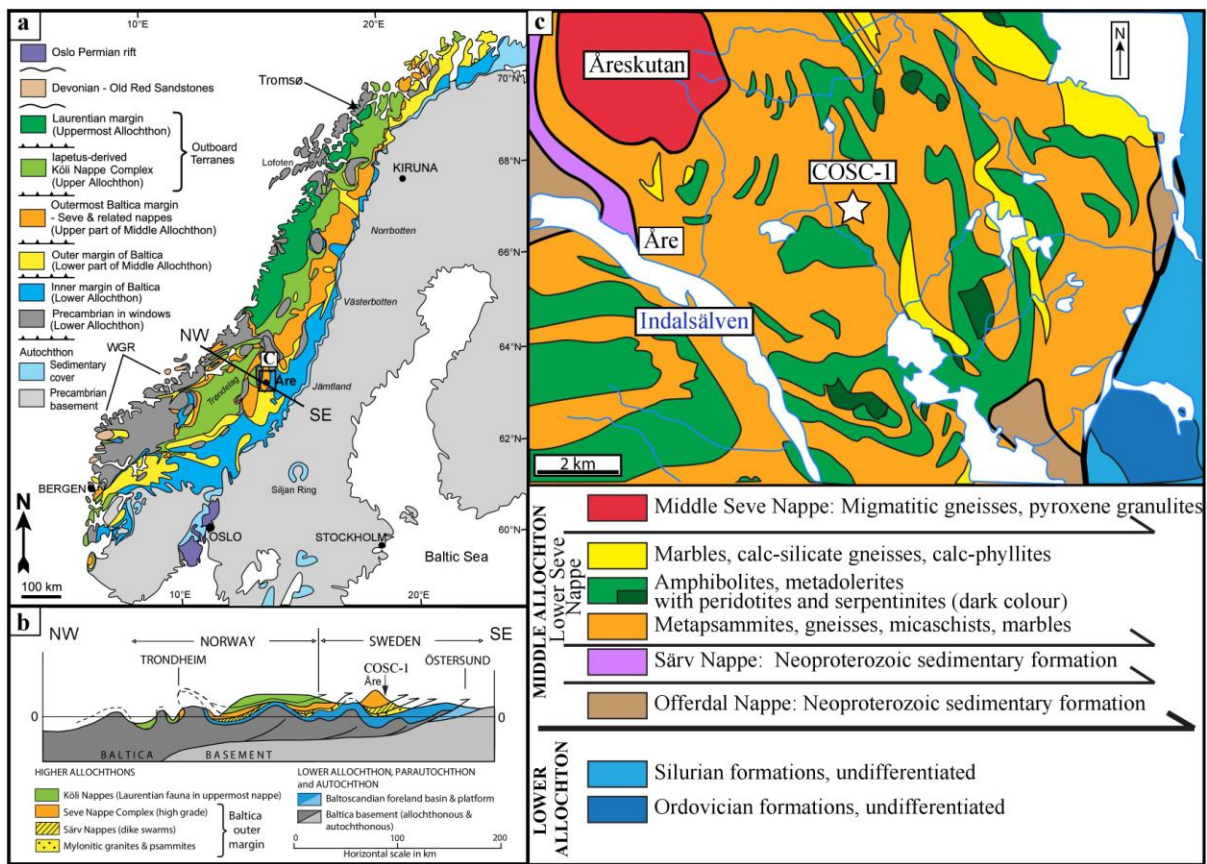 a
10°E
20°E
Oslo Permian rift
Devonian - Old Red Sandstones
Laurentian margin
(Uppermost Allochthon)
Outboard
Terranes
Iapetus-derived
Köli Nappe Complex
(Upper Allochthon)
Outermost Baltica margin
- Seve & related nappes
(Upper part of Middle Allochthon)
Outer margin of Baltica
(Lower part of Middle Allochthon)
Inner margin of Baltica
(Lower Allochthon)
Precambrian in windows
(Lower Allochthon)
Autochthon
Sedimentary
cover
Precambrian
basement
Tromsø
70°N
Lofoten
KIRUNA
68°N
Norrbotten
66°N
Västerbotten
WGR
NW
64°N
C
Åre
Jämtland
Trøndelag
SE
62°N
BERGEN
Siljan Ring
N
60°N
OSLO
STOCKHOLM
Baltic Sea
100 km
10°E
20°E
b
NW
SE
NORWAY
SWEDEN
TRONDHEIM
COSC-1
Åre
ÖSTERSUND
0
0
BALTICA BASEMENT
HIGHER ALLOCHTHONS
Köli Nappes (Laurentian fauna in uppermost nappe)
Seve Nappe Complex (high grade)
Särv Nappes (dike swarms)
Mylonitic granites & psammites
Baltica
outer
margin
LOWER ALLOCHTHON, PARAUTOCHTHON
and AUTOCHTHON
Baltoscandian foreland basin & platform
Baltica basement (allochthonous &
autochthonous)
0 100 200
Horizontal scale in km
c
Åreskutan
N
COSC-1
Åre
Indalsälven
2 km
MIDDLE ALLOCHTON
Lower Seve
Nappe
Middle Seve Nappe: Migmatitic gneisses, pyroxene granulites
Marbles, calc-silicate gneisses, calc-phyllites
Amphibolites, metadolerites
with peridotites and serpentinites (dark colour)
Metapsammites, gneisses, micaschists, marbles
Särv Nappe: Neoproterozoic sedimentary formation
Offerdal Nappe: Neoproterozoic sedimentary formation
LOWER
ALLOCHTON
Silurian formations, undifferentiated
Ordovician formations, undifferentiated